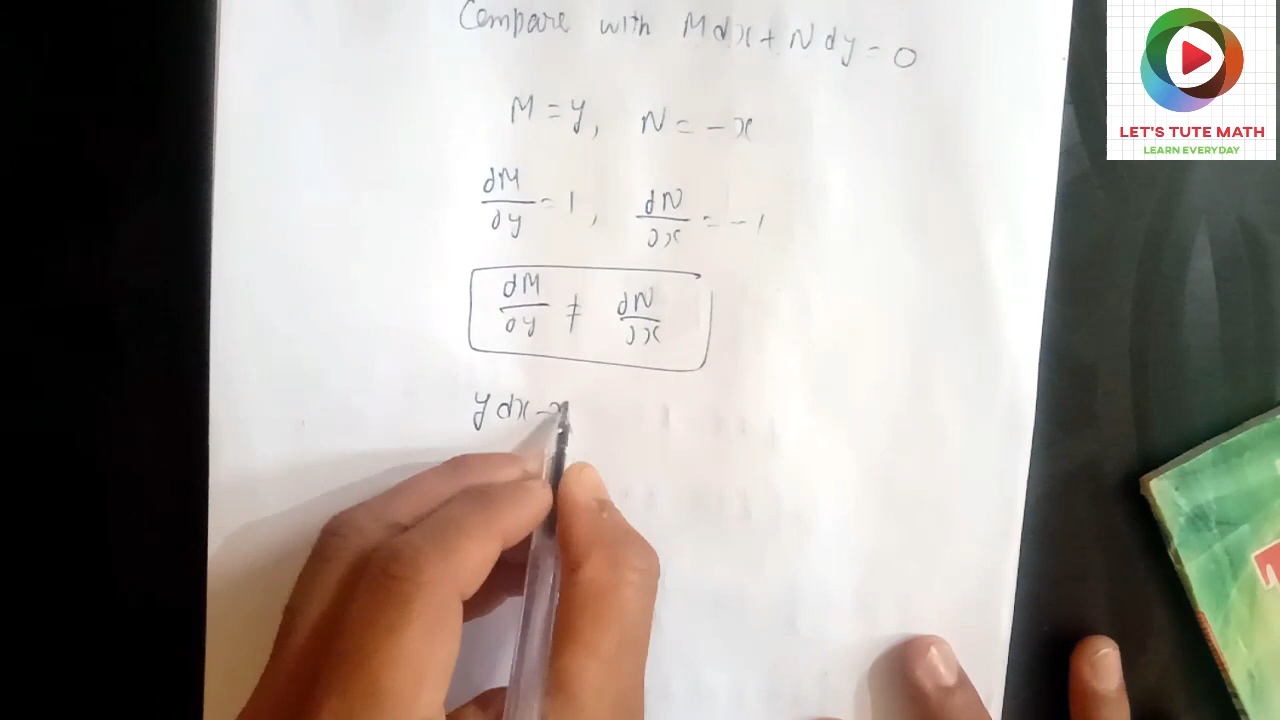 Compare with Mdx + Ndy = 0
M = y, N = -x
∂M/∂y = 1, ∂N/∂x = -1
∂M/∂y ≠ ∂N/∂x
y dx - x
LET'S TUTE MATH
LEARN EVERYDAY